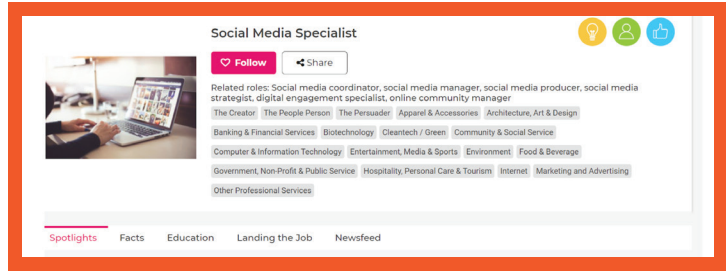 Social Media Specialist
Follow
Share
Related roles: Social media coordinator, social media manager, social media producer, social media
strategist, digital engagement specialist, online community manager
The Creator The People Person The Persuader Apparel & Accessories Architecture, Art & Design
Banking & Financial Services Biotechnology Cleantech / Green Community & Social Service
Computer & Information Technology Entertainment, Media & Sports Environment Food & Beverage
Government, Non-Profit & Public Service Hospitality, Personal Care & Tourism Internet Marketing and Advertising
Other Professional Services
Spotlights Facts Education Landing the Job Newsfeed